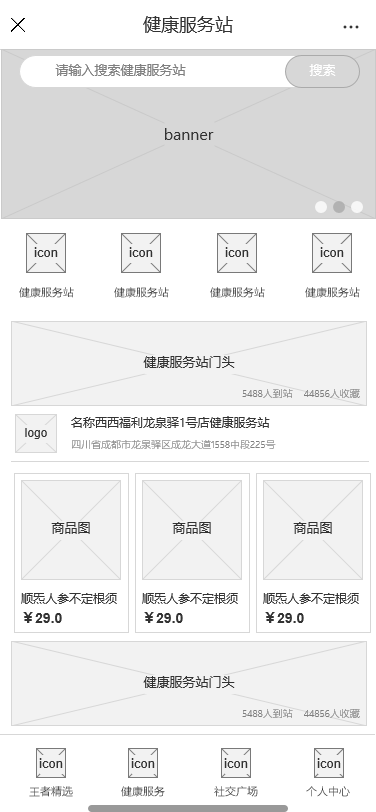 健康服务站
请输入搜索健康服务站 搜索
banner
icon icon icon icon
健康服务站 健康服务站 健康服务站 健康服务站
健康服务站门头
5488人到站 44856人收藏
logo
名称西西福利龙泉驿1号店健康服务站
四川省成都市龙泉驿区成龙大道1558中段225号
商品图 商品图 商品图
顺炁人参不定根须 顺炁人参不定根须 顺炁人参不定根须
￥29.0 ￥29.0 ￥29.0
健康服务站门头
5488人到站 44856人收藏
icon icon icon icon
王者精选 健康服务 社交广场 个人中心